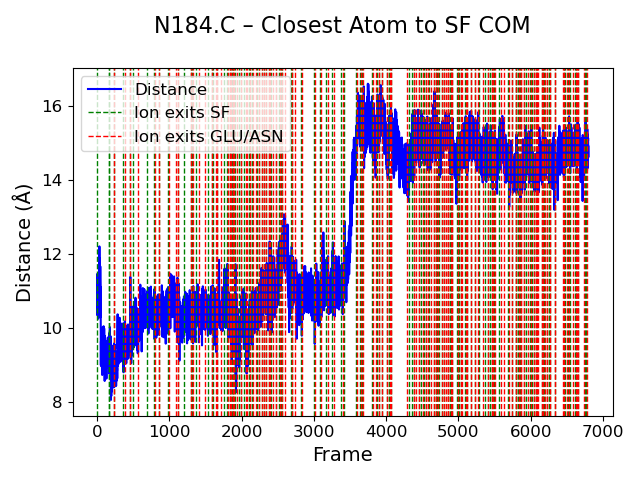 N184.C – Closest Atom to SF COM
Distance
Ion exits SF
Ion exits GLU/ASN
Distance (Å)
16
14
12
10
8
0 1000 2000 3000 4000 5000 6000 7000
Frame